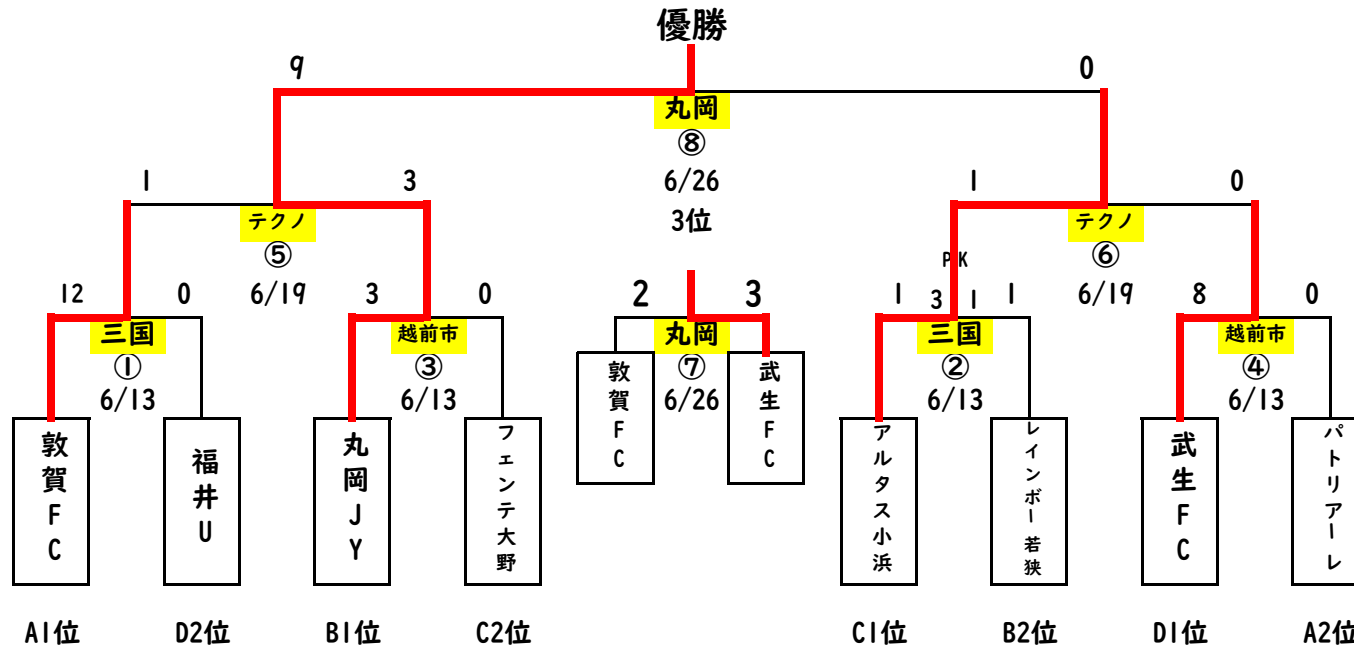 優勝
9
0
丸岡
⑧
6/26
3位
1
3
1
0
テクノ
⑤
6/19
テクノ
⑥
6/19
PK
12
0
3
0
2
3
1
3
1
1
8
0
三国
①
6/13
越前市
③
6/13
丸岡
⑦
6/26
三国
②
6/13
越前市
④
6/13
敦賀FC
武生FC
敦賀FC
福井U
丸岡JY
フェンテ大野
アルタス小浜
レインボー若狭
武生FC
パトリアーレ
A1位
D2位
B1位
C2位
C1位
B2位
D1位
A2位